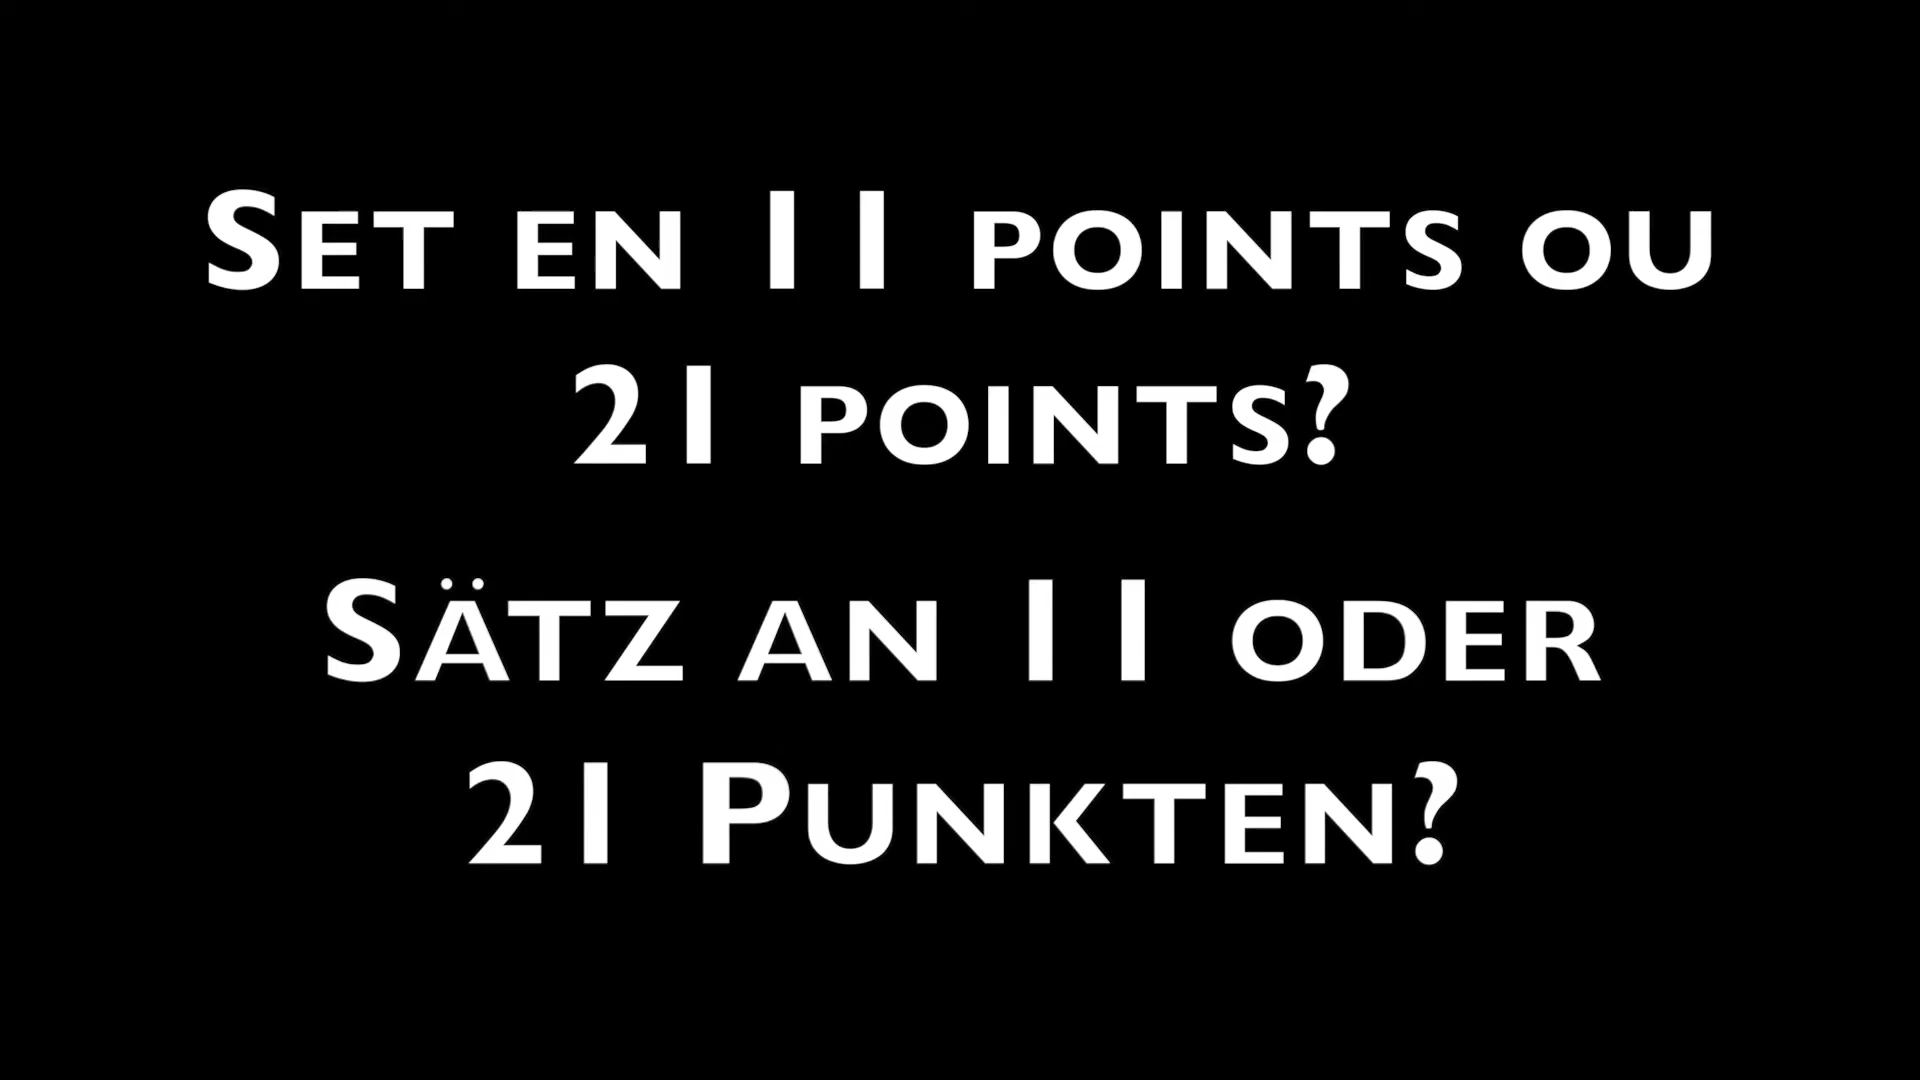 Set en 11 points ou
21 points?
Sätz an 11 oder
21 Punkten?